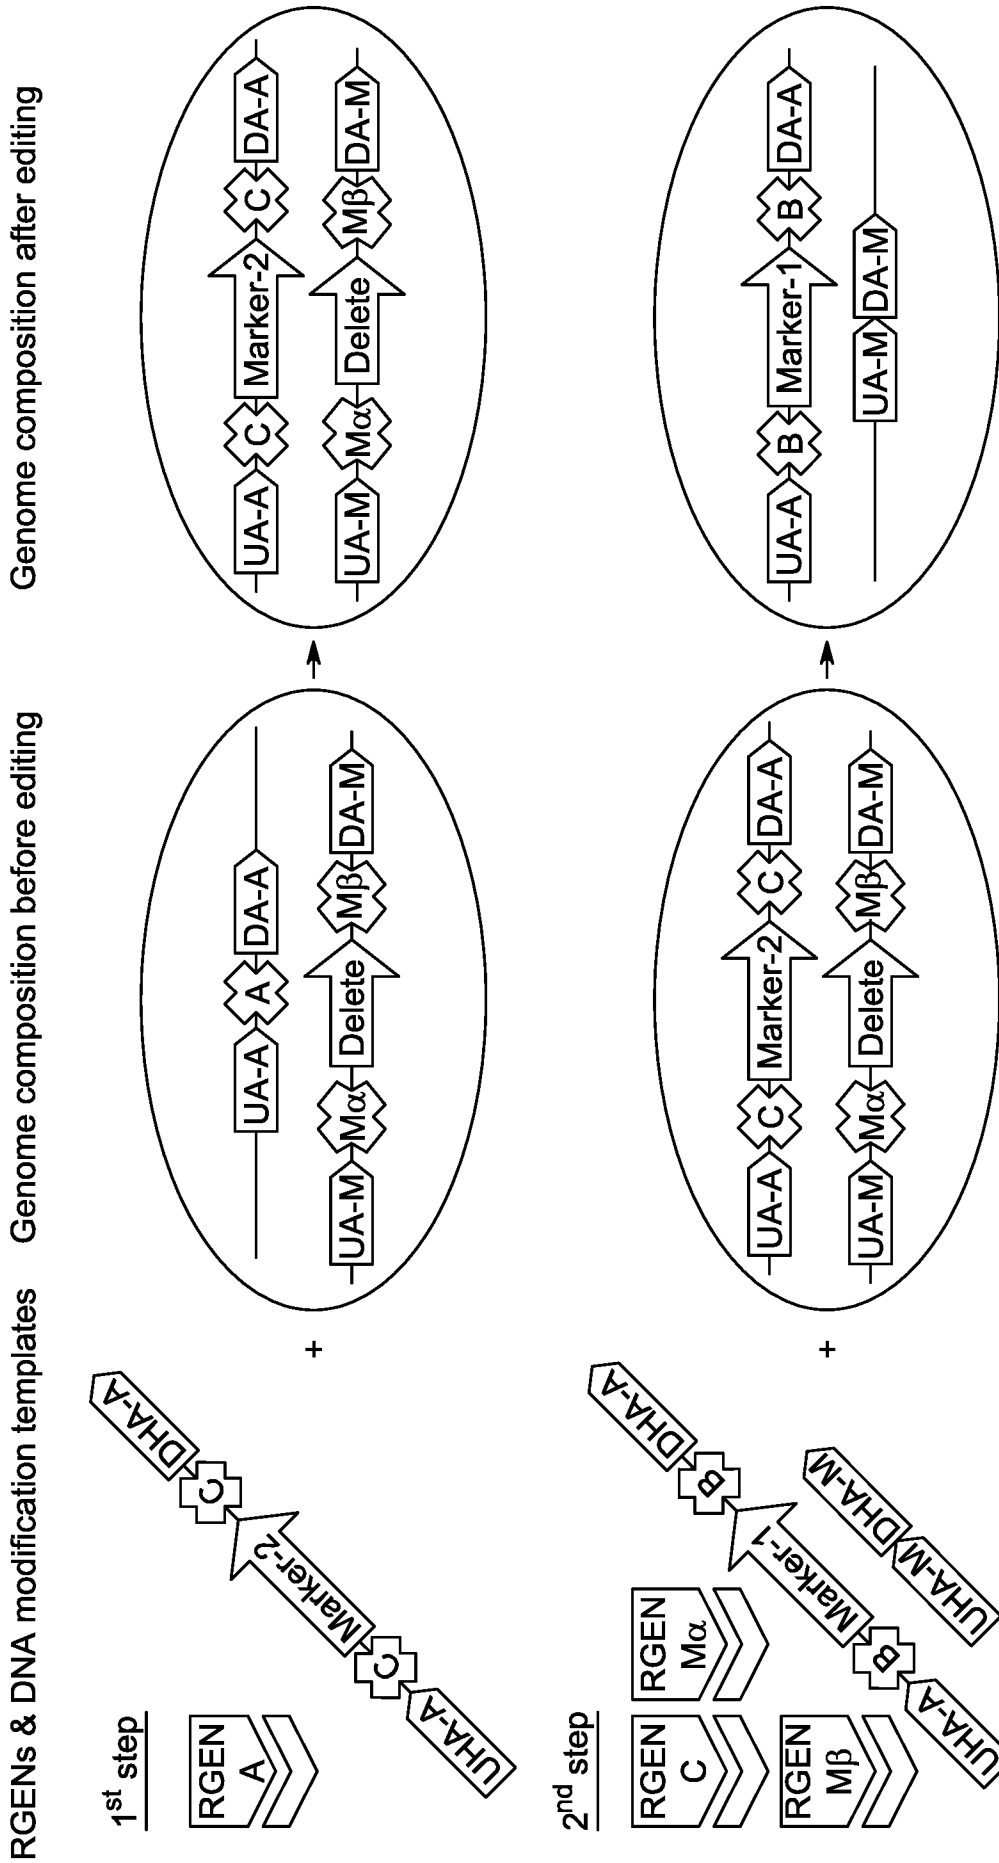 RGENs & DNA modification templates
Genome composition before editing
Genome composition after editing
1st step
RGEN
A
UHA-A
C
Marker-2
C
DHA-A
+
UA-A
A
DA-A
UA-M
Mα
Delete
Mβ
DA-M
UA-A
C
Marker-2
C
DA-A
UA-M
Mα
Delete
Mβ
DA-M
2nd step
RGEN
C
RGEN
Mα
RGEN
Mβ
UHA-A
B
Marker-1
B
DHA-A
UHA-M
DHA-M
+
UA-A
C
Marker-2
C
DA-A
UA-M
Mα
Delete
Mβ
DA-M
UA-A
B
Marker-1
B
DA-A
UA-M
DA-M